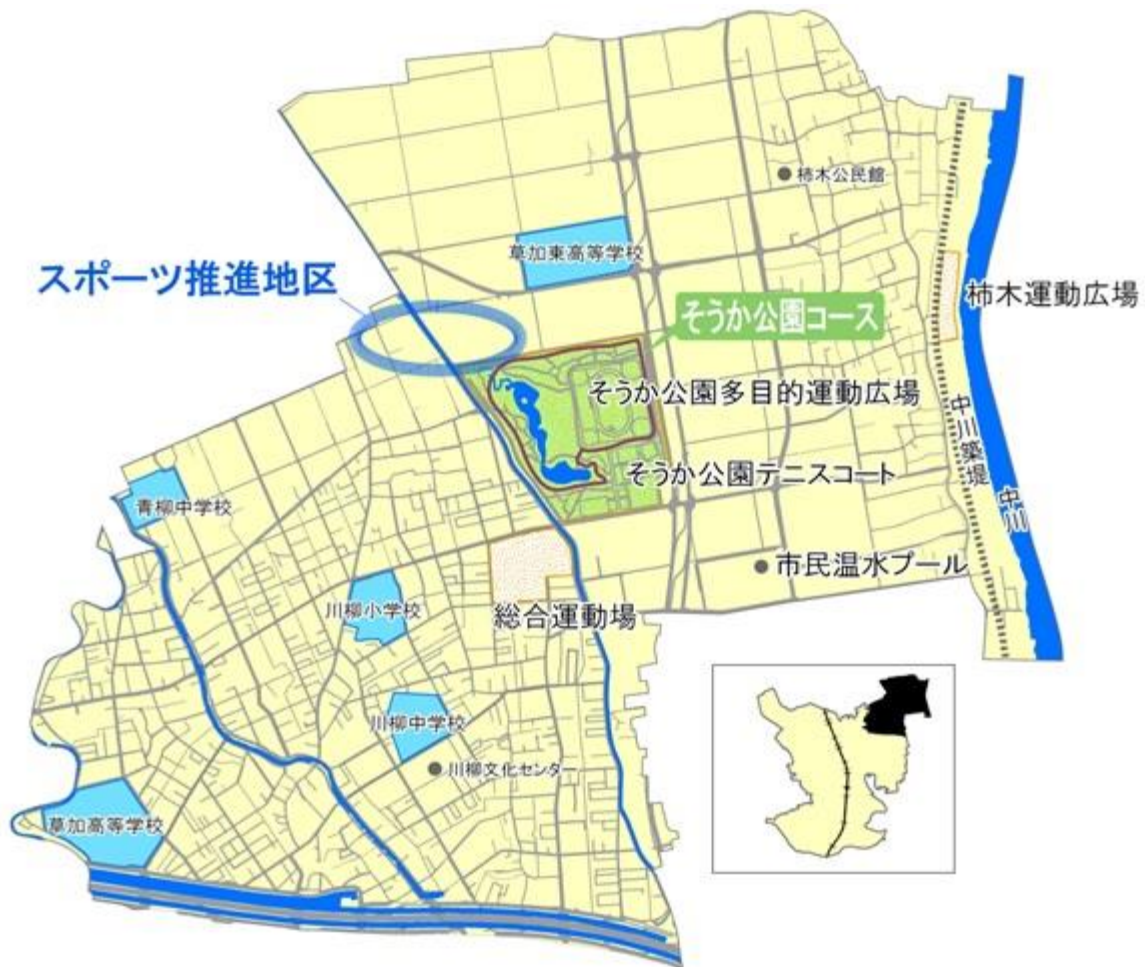 柿木公民館
草加東高等学校
スポーツ推進地区
柿木運動広場
そうか公園コース
そうか公園多目的運動広場
中川築堤
そうか公園テニスコート
青柳中学校
中川
市民温水プール
川柳小学校
総合運動場
川柳中学校
川柳文化センター
草加高等学校